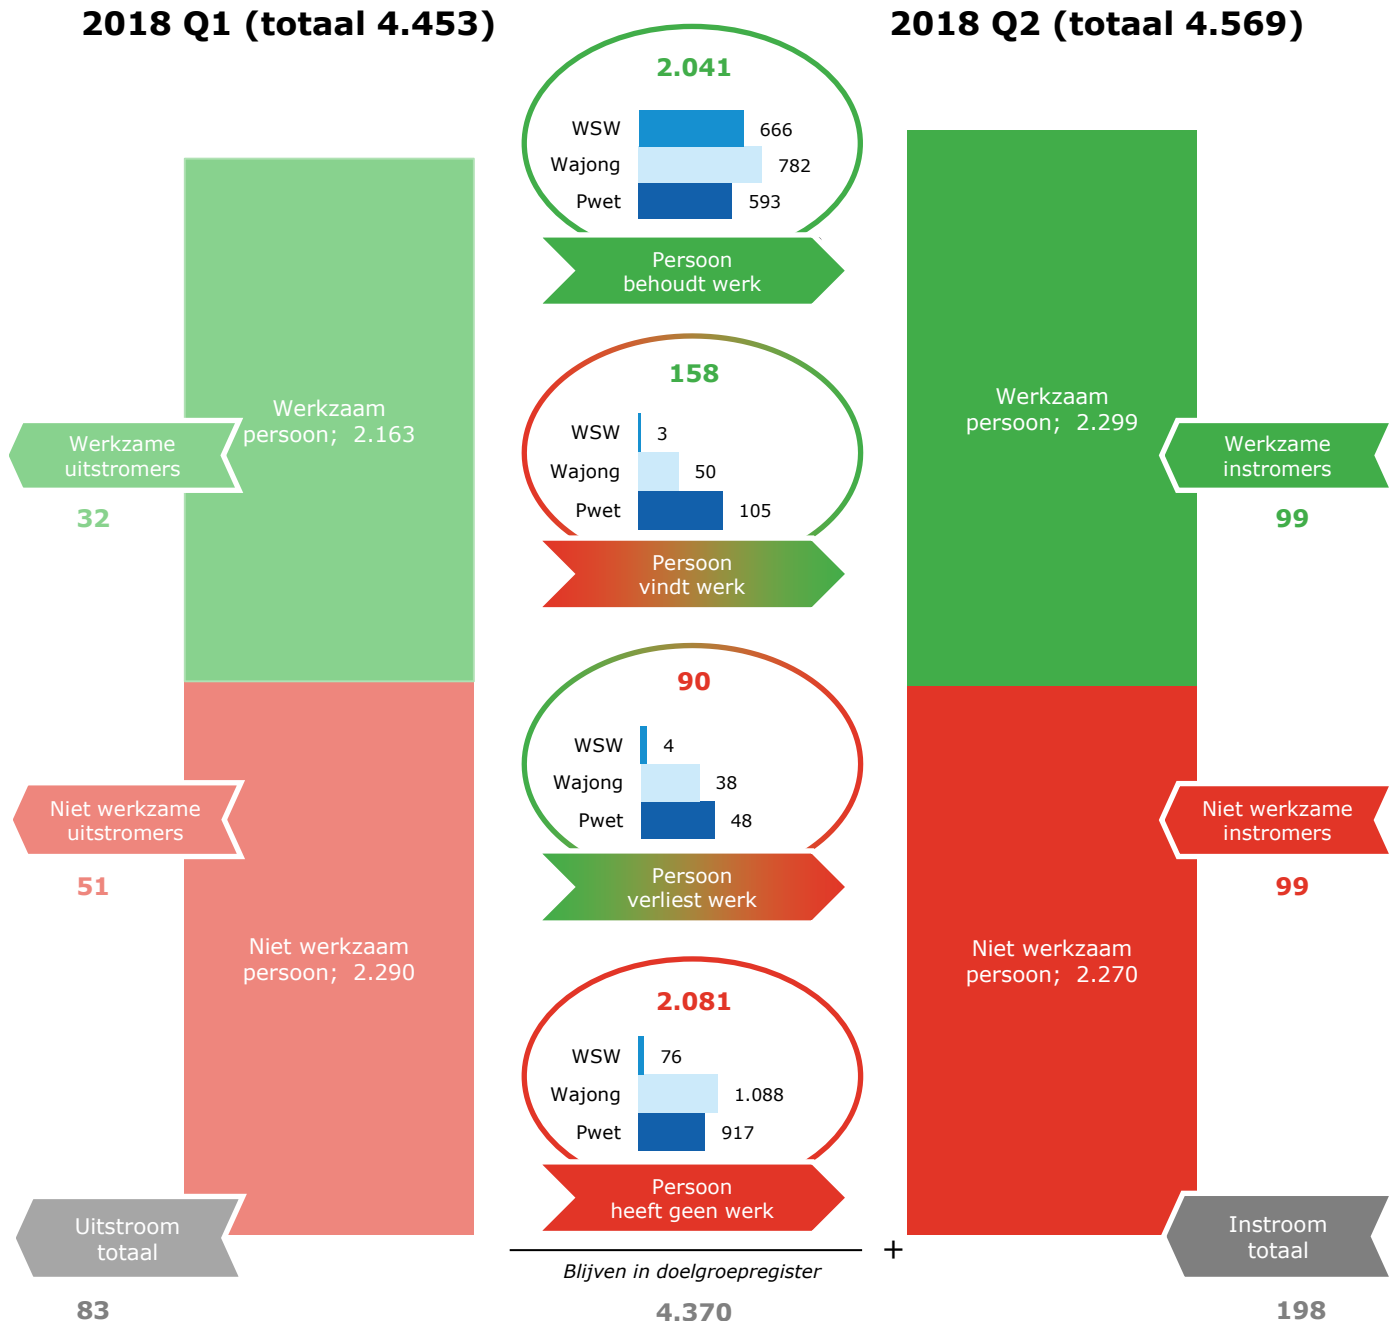 2018 Q1 (totaal 4.453)
2018 Q2 (totaal 4.569)
2.041
WSW 666
Wajong 782
Pwet 593
Persoon
behoudt werk
158
WSW 3
Wajong 50
Pwet 105
Persoon
vindt werk
90
WSW 4
Wajong 38
Pwet 48
Persoon
verliest werk
2.081
WSW 76
Wajong 1.088
Pwet 917
Persoon
heeft geen werk
+
Blijven in doelgroepregister
4.370
Werkzaam
persoon; 2.163
Werkzame
uitstromers
32
Niet werkzame
uitstromers
51
Niet werkzaam
persoon; 2.290
Uitstroom
totaal
83
Werkzaam
persoon; 2.299
Werkzame
instromers
99
Niet werkzame
instromers
99
Niet werkzaam
persoon; 2.270
Instroom
totaal
198